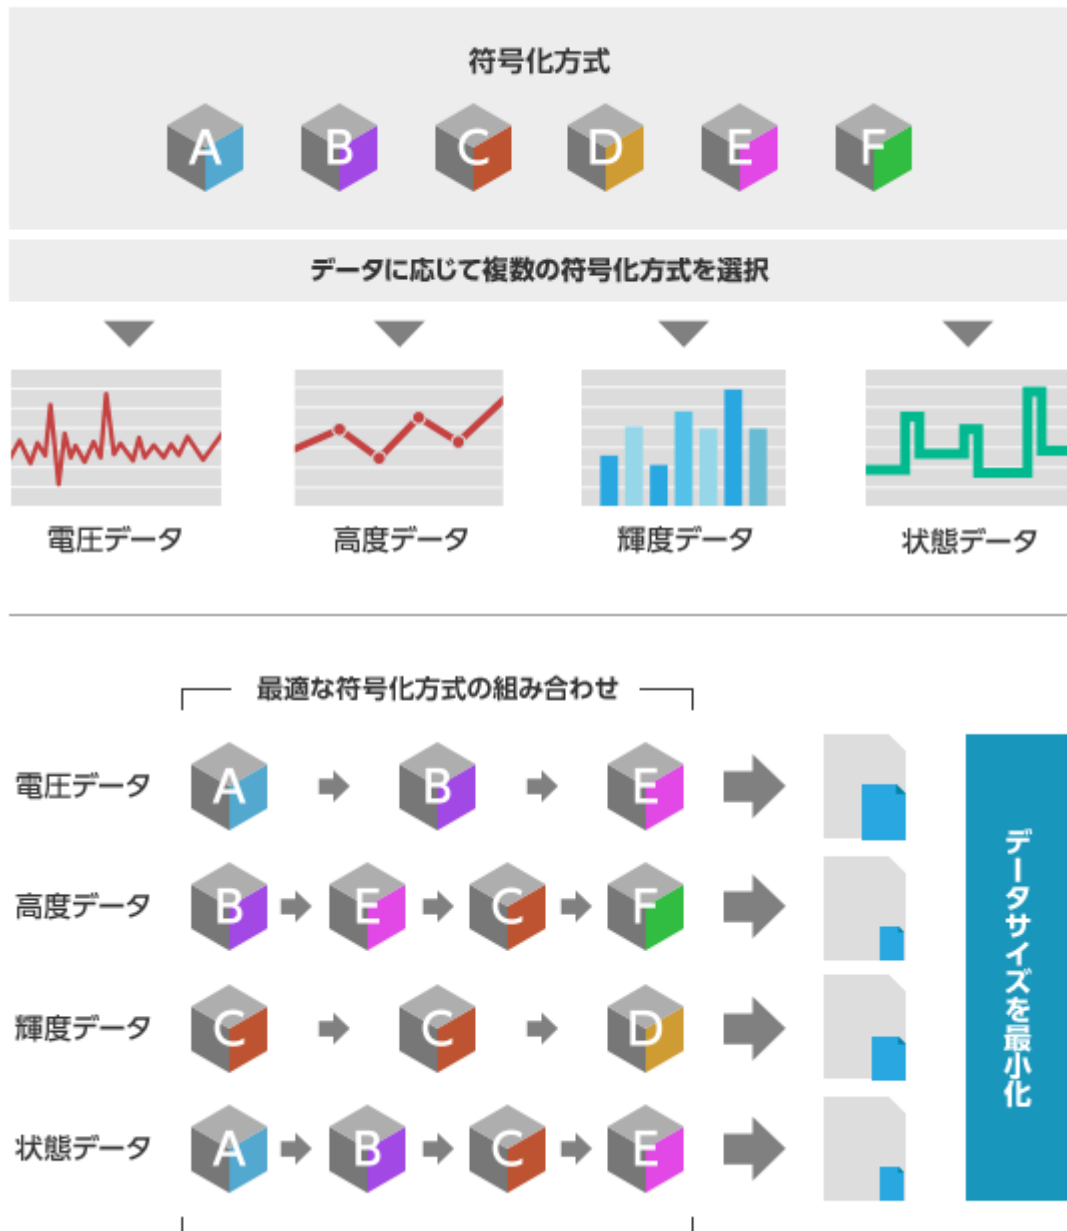 符号化方式
A B C D E F
データに応じて複数の符号化方式を選択
電圧データ 高度データ 輝度データ 状態データ
最適な符号化方式の組み合わせ
電圧データ A B E
高度データ B E C F
輝度データ C C D
状態データ A B C E
データサイズを最小化